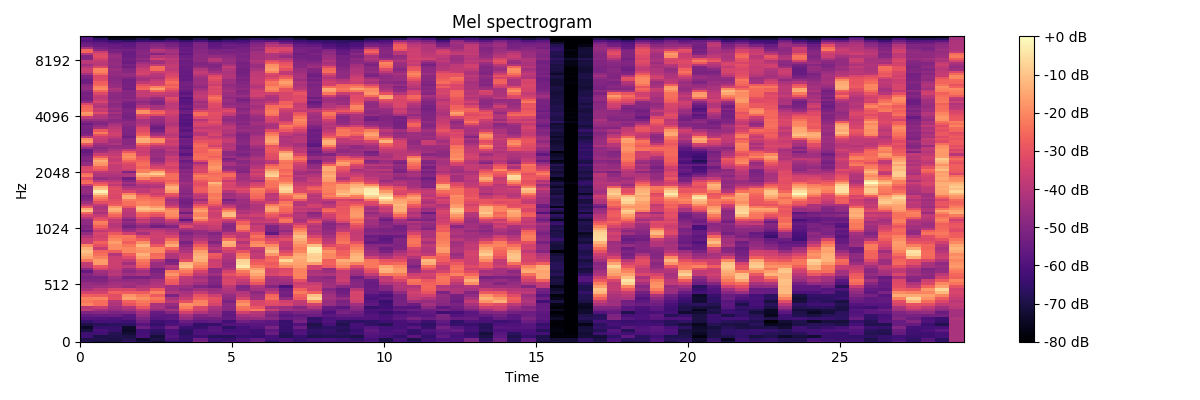 Mel spectrogram
8192
4096
2048
1024
512
0
Hz
0 5 10 15 20 25
Time
+0 dB
-10 dB
-20 dB
-30 dB
-40 dB
-50 dB
-60 dB
-70 dB
-80 dB